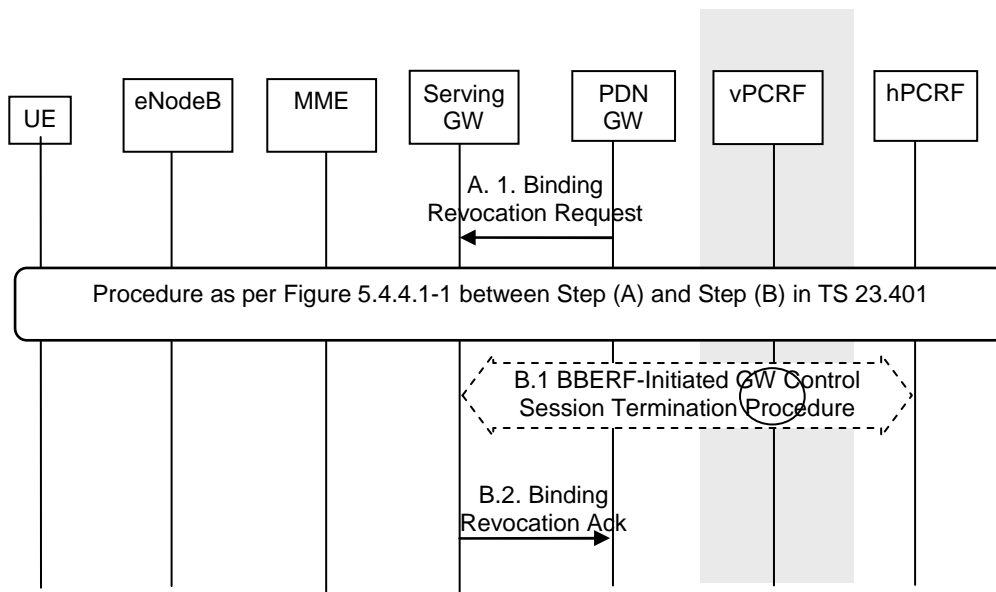 UE
eNodeB
MME
Serving
GW
PDN
GW
vPCRF
hPCRF
A. 1. Binding
Revocation Request
Procedure as per Figure 5.4.4.1-1 between Step (A) and Step (B) in TS 23.401
B.1 BBERF-Initiated GW Control
Session Termination Procedure
B.2. Binding
Revocation Ack